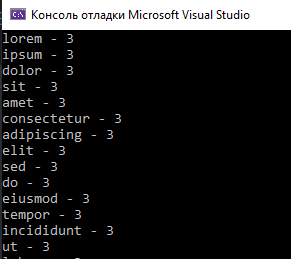 Консоль отладки Microsoft Visual Studio
lorem - 3
ipsum - 3
dolor - 3
sit - 3
amet - 3
consectetur - 3
adipiscing - 3
elit - 3
sed - 3
do - 3
eiusmod - 3
tempor - 3
incididunt - 3
ut - 3